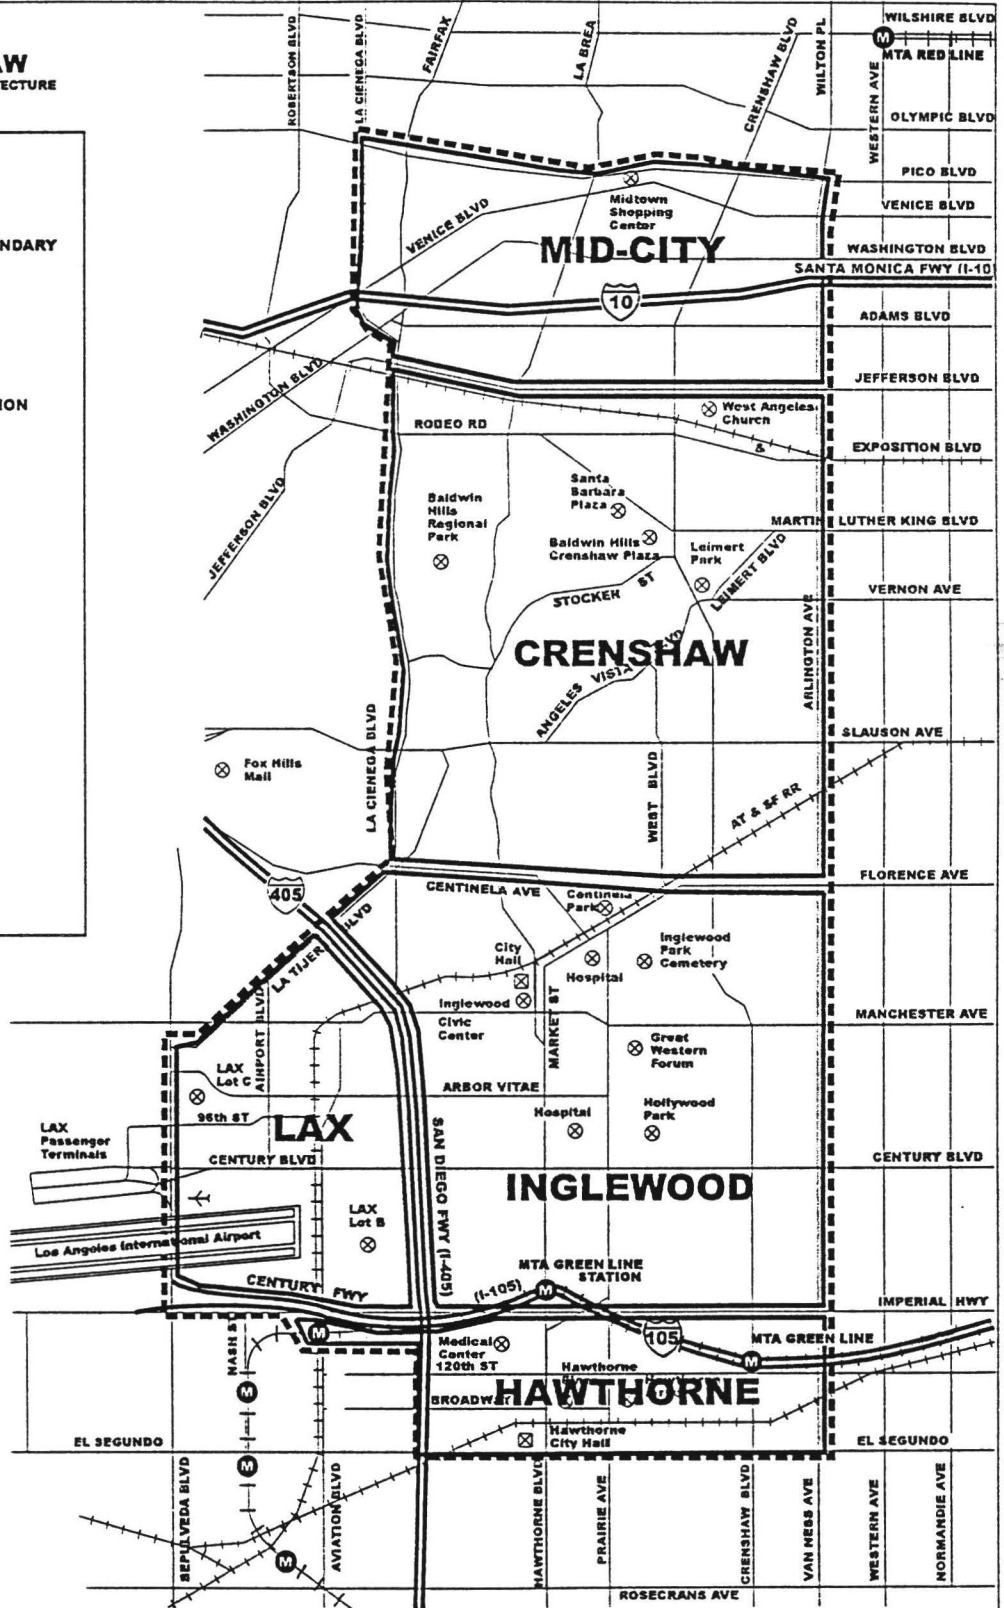 WILSHIRE BLVD
MTA RED LINE
M
AW
ECTURE
NDARY
ION
ROBERTSON BLVD
LA CIENEGA BLVD
FAIRFAX
LA BREA
CRENSHAW BLVD
WILTON PL
WESTERN AVE
OLYMPIC BLVD
PICO BLVD
VENICE BLVD
WASHINGTON BLVD
SANTA MONICA FWY (I-10)
ADAMS BLVD
JEFFERSON BLVD
EXPOSITION BLVD
Midtown
Shopping
Center
VENICE BLVD
MID-CITY
10
WASHINGTON BLVD
JEFFERSON BLVD
RODEO RD
West Angeles
Church
&
Santa
Barbara
Plaza
Baldwin
Hills
Regional
Park
MARTIN LUTHER KING BLVD
Baldwin Hills
Crenshaw Plaza
Leimert
Park
LEIMERT BLVD
STOCKER ST
VERNON AVE
ARLINGTON AVE
CRENSHAW
ANGELES VISTA
LA CIENEGA BLVD
SLAUSON AVE
Fox Hills
Mall
WEST BLVD
AT & SF RR
FLORENCE AVE
405
CENTINELA AVE
Centinela
Park
LA TIJER
BLVD
City
Hall
Hospital
Inglewood
Park
Cemetery
Inglewood
Civic
Center
MARKET ST
MANCHESTER AVE
Great
Western
Forum
AIRPORT BLVD
LAX
Lot C
ARBOR VITAE
Hospital
Hollywood
Park
96th ST
LAX
LAX
Passenger
Terminals
CENTURY BLVD
CENTURY BLVD
SAN DIEGO FWY (I-405)
INGLEWOOD
LAX
Lot B
Los Angeles International Airport
MTA GREEN LINE
STATION
M
CENTURY FWY
(I-105)
IMPERIAL HWY
105
MTA GREEN LINE
M
M
NASH ST
Medical
Center
120th ST
Hawthorne
HAWTHORNE
BROADWAY
M
Hawthorne
City Hall
EL SEGUNDO
EL SEGUNDO
M
M
SEPULVEDA BLVD
AVIATION BLVD
HAWTHORNE BLVD
PRAIRIE AVE
CRENSHAW BLVD
VAN NESS AVE
WESTERN AVE
NORMANDIE AVE
ROSECRANS AVE